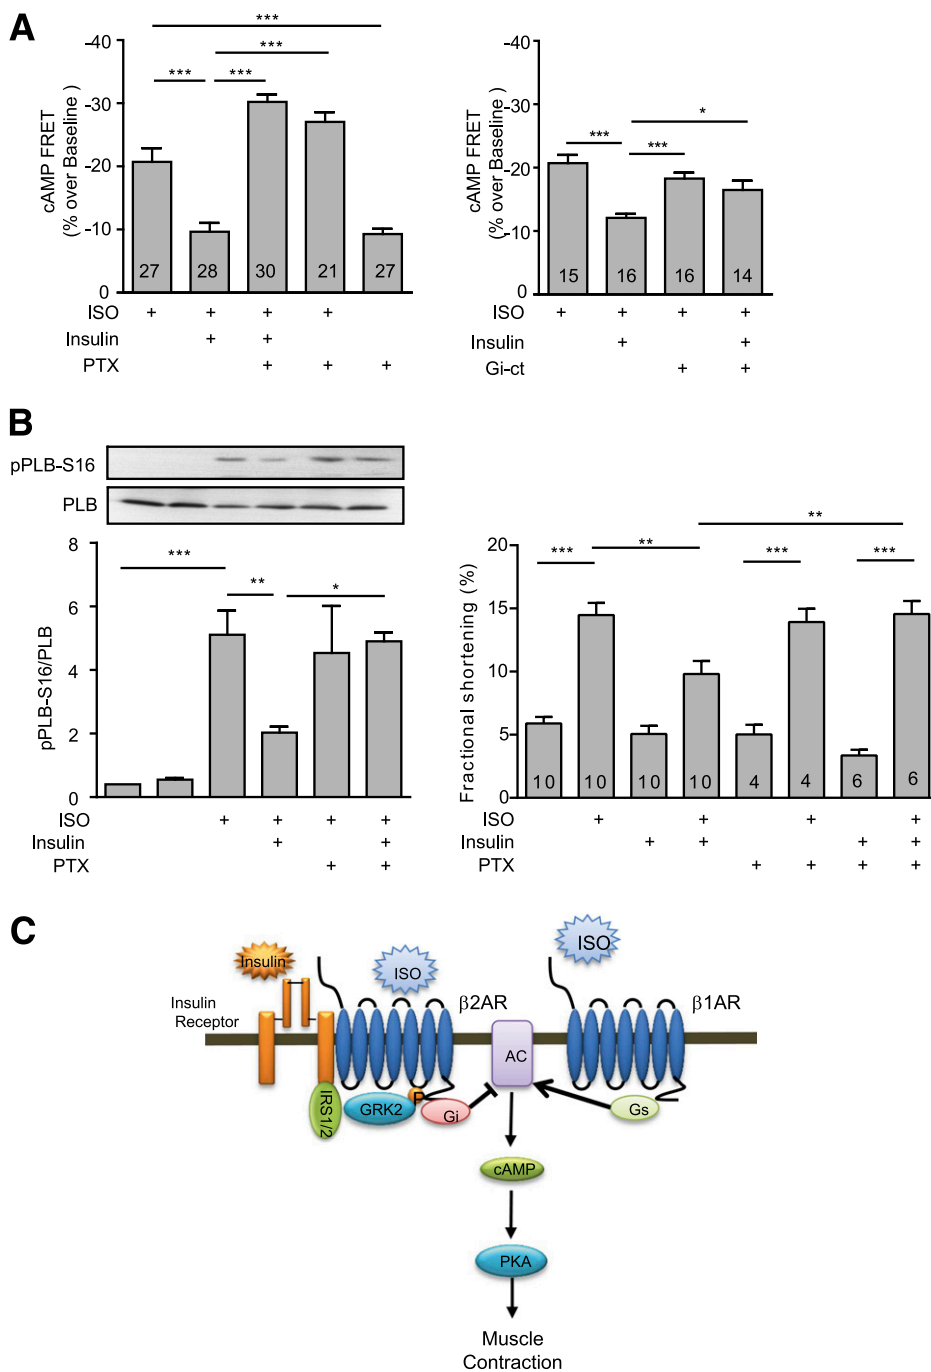 A
***
***
*** ***
-40
-30
-20
-10
0
cAMP FRET
(% over Baseline )
27 28 30 21 27
ISO + + + +
Insulin + +
PTX + + +
*
*** ***
-40
-30
-20
-10
0
cAMP FRET
(% over Baseline )
15 16 16 14
ISO + + + +
Insulin + +
Gi-ct + +
B
pPLB-S16
PLB
***
** *
8
6
4
2
0
pPLB-S16/PLB
ISO + + + +
Insulin + +
PTX + +
**
*** ** *** ***
20
15
10
5
0
Fractional shortening (%)
10 10 10 10 4 4 6 6
ISO + + + +
Insulin + + + +
PTX + + + +
C
Insulin
ISO
ISO
Insulin
Receptor
β2AR
β1AR
AC
IRS1/2
GRK2
P
Gi
Gs
cAMP
PKA
Muscle
Contraction